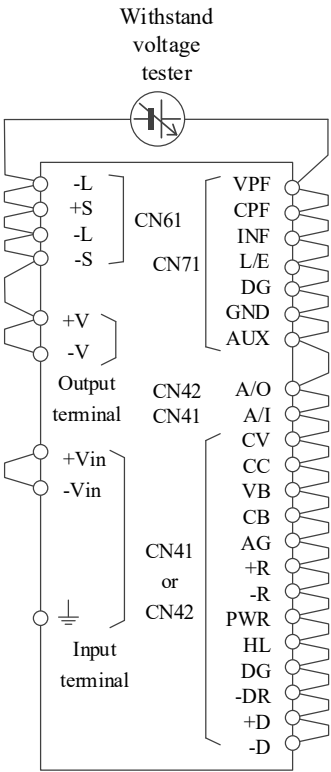 Withstand
voltage
tester
-L
+S
-L
-S
CN61
+V
-V
Output
terminal
+Vin
-Vin
Input
terminal
VPF
CPF
INF
L/E
DG
GND
AUX
CN71
CN42
A/O
CN41
A/I
CV
CC
VB
CB
AG
+R
-R
PWR
HL
DG
-DR
+D
-D
CN41
or
CN42